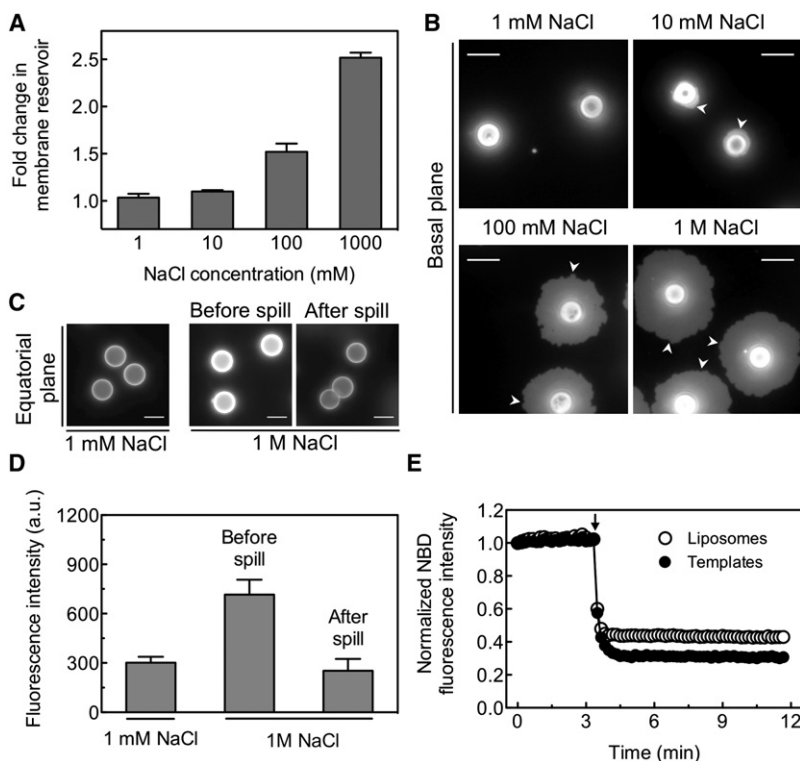 A
Fold change in
membrane reservoir
2.5
2.0
1.5
1.0
1 10 100 1000
NaCl concentration (mM)
B
1 mM NaCl 10 mM NaCl
100 mM NaCl 1 M NaCl
Basal plane
C
Before spill After spill
Equatorial
plane
1 mM NaCl 1 M NaCl
D
Fluorescence intensity (a.u.)
1200
900
600
300
0
Before
spill
After
spill
1 mM NaCl 1M NaCl
E
Normalized NBD
fluorescence intensity
1.2
1.0
0.8
0.6
0.4
0.2
0.0
Liposomes
Templates
0 3 6 9 12
Time (min)